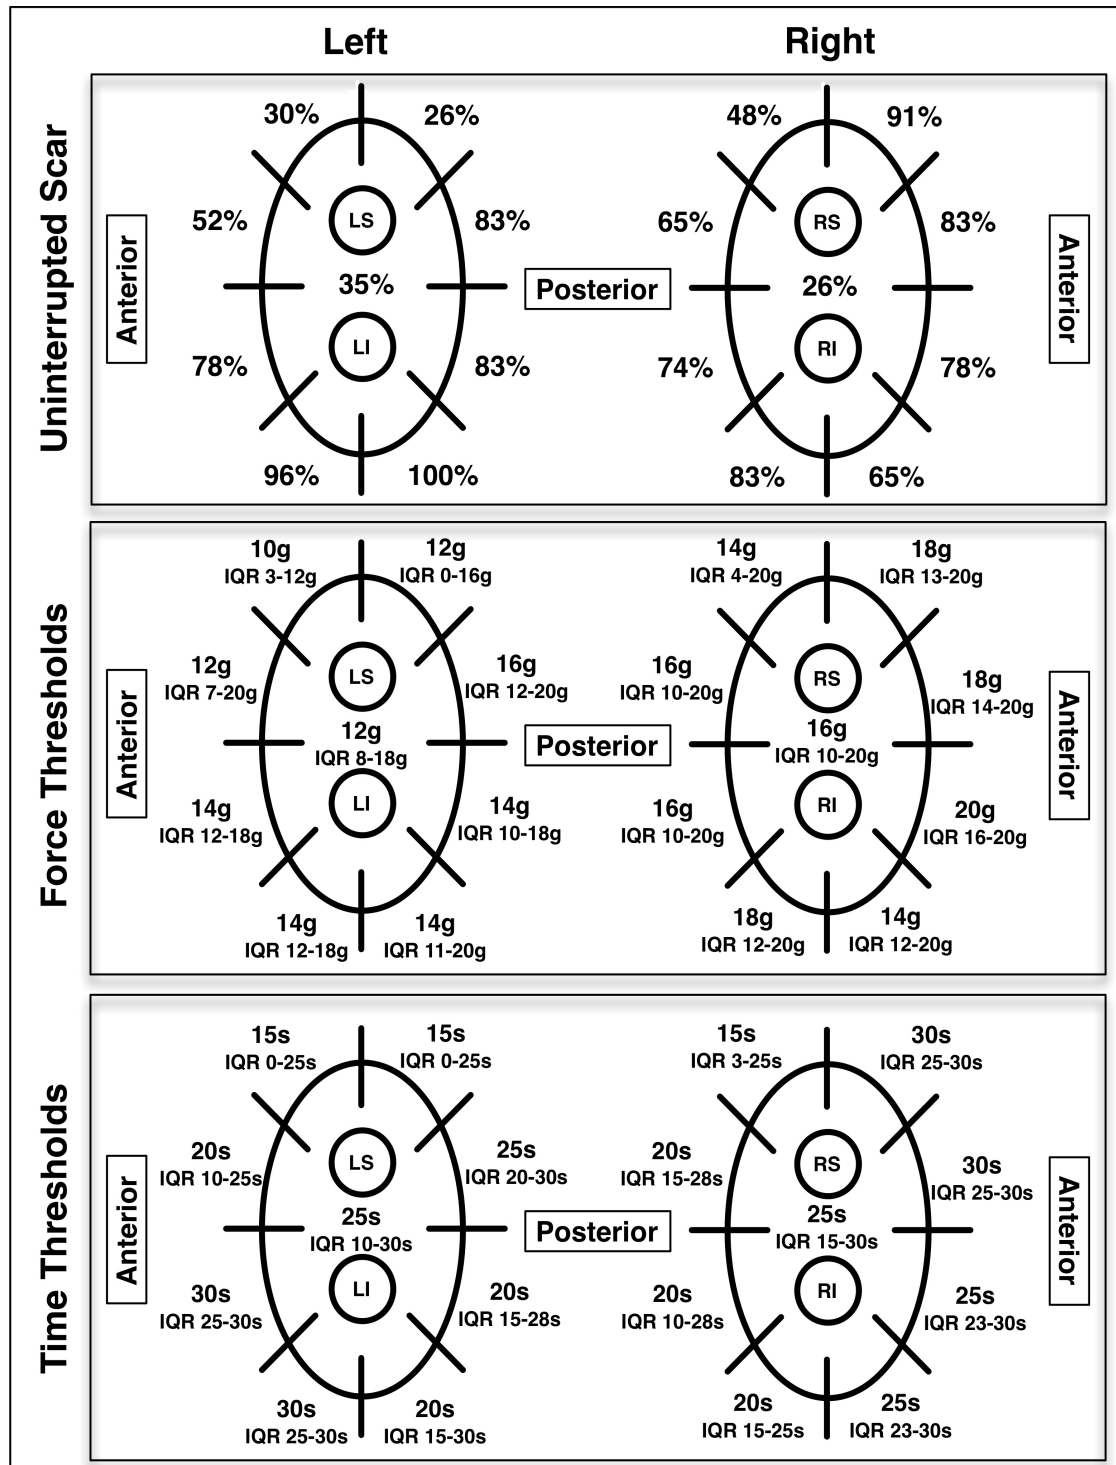 Left Right
Uninterrupted Scar
30% 26% 48% 91%
52% LS 83% 65% RS 83%
Anterior 35% Posterior 26% Anterior
LI RI
78% 83% 74% 78%
96% 100% 83% 65%
Force Thresholds
10g 12g 14g 18g
IQR 3-12g IQR 0-16g IQR 4-20g IQR 13-20g
12g LS 16g 16g RS 18g
IQR 7-20g IQR 12-20g IQR 10-20g IQR 14-20g
Anterior 12g Posterior 16g Anterior
IQR 8-18g IQR 10-20g
14g LI 14g 16g RI 20g
IQR 12-18g IQR 10-18g IQR 10-20g IQR 16-20g
14g 14g 18g 14g
IQR 12-18g IQR 11-20g IQR 12-20g IQR 12-20g
Time Thresholds
15s 15s 15s 30s
IQR 0-25s IQR 0-25s IQR 3-25s IQR 25-30s
20s LS 25s 20s RS 30s
IQR 10-25s IQR 20-30s IQR 15-28s IQR 25-30s
Anterior 25s Posterior 25s Anterior
IQR 10-30s IQR 15-30s
30s LI 20s 20s RI 25s
IQR 25-30s IQR 15-28s IQR 10-28s IQR 23-30s
30s 20s 20s 25s
IQR 25-30s IQR 15-30s IQR 15-25s IQR 23-30s